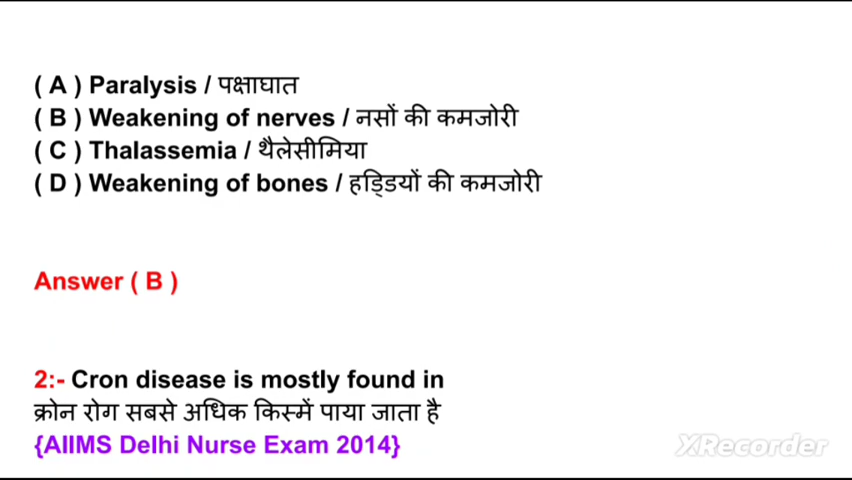 ( A ) Paralysis / पक्षाघात
( B ) Weakening of nerves / नसों की कमजोरी
( C ) Thalassemia / थैलेसीमिया
( D ) Weakening of bones / हड्डियों की कमजोरी
Answer ( B )
2:- Cron disease is mostly found in
क्रोन रोग सबसे अधिक किस्में पाया जाता है
{AIIMS Delhi Nurse Exam 2014}
XRecorder